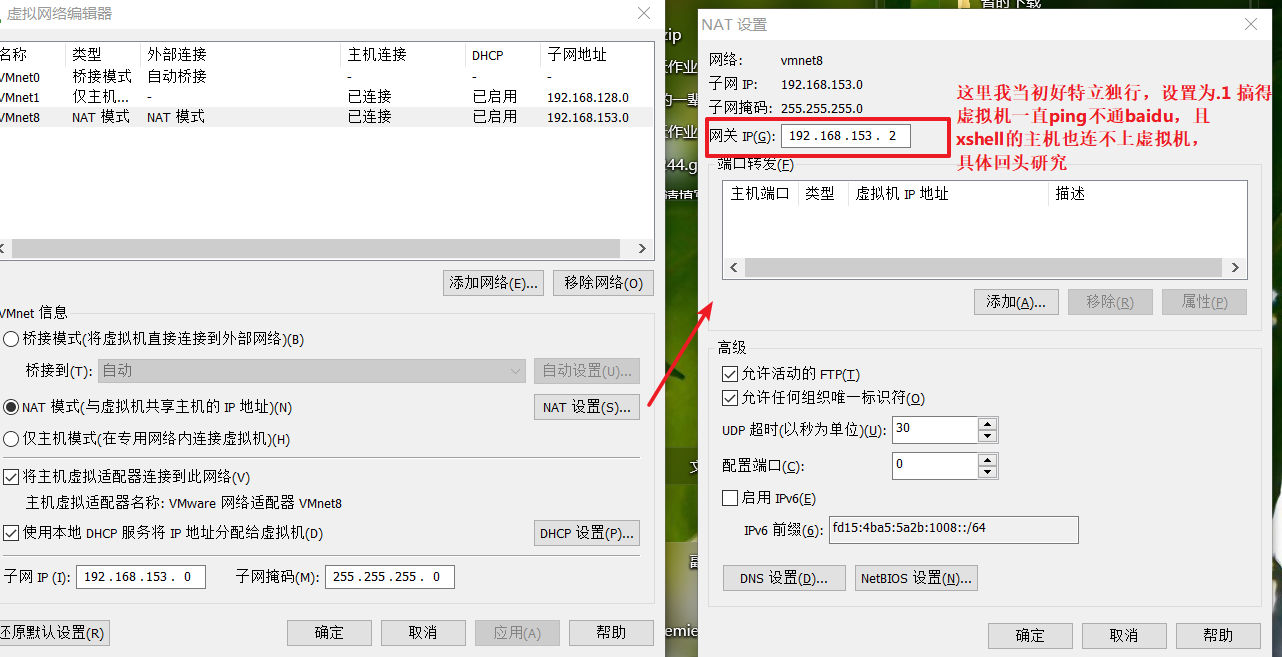 虚拟网络编辑器
名称 类型 外部连接 主机连接 DHCP 子网地址
VMnet0 桥接模式 自动桥接 - - -
VMnet1 仅主机... - 已连接 已启用 192.168.128.0
VMnet8 NAT 模式 NAT 模式 已连接 已启用 192.168.153.0
添加网络(E)... 移除网络(O)
VMnet 信息
桥接模式(将虚拟机直接连接到外部网络)(B)
桥接到(T): 自动 自动设置(U)...
NAT 模式(与虚拟机共享主机的 IP 地址)(N) NAT 设置(S)...
仅主机模式(在专用网络内连接虚拟机)(H)
将主机虚拟适配器连接到此网络(V)
主机虚拟适配器名称: VMware 网络适配器 VMnet8
使用本地 DHCP 服务将 IP 地址分配给虚拟机(D) DHCP 设置(P)...
子网 IP (I): 192.168.153. 0 子网掩码(M): 255.255.255. 0
还原默认设置(R) 确定 取消 应用(A) 帮助
zip
作业
的一辈
作业
244.g
NAT 设置
网络: vmnet8
子网 IP: 192.168.153.0
子网掩码: 255.255.255.0
网关 IP(G): 192.168.153. 2
这里我当初好特立独行，设置为.1 搞得
虚拟机一直ping不通baidu，且
xshell的主机也连不上虚拟机，
具体回头研究
端口转发(F)
主机端口 类型 虚拟机 IP 地址 描述
添加(A)... 移除(R) 属性(P)
高级
允许活动的 FTP(T)
允许任何组织唯一标识符(O)
UDP 超时(以秒为单位)(U): 30
配置端口(C): 0
启用 IPv6(E)
IPv6 前缀(6): fd15:4ba5:5a2b:1008::/64
DNS 设置(D)... NetBIOS 设置(N)...
确定 取消 帮助